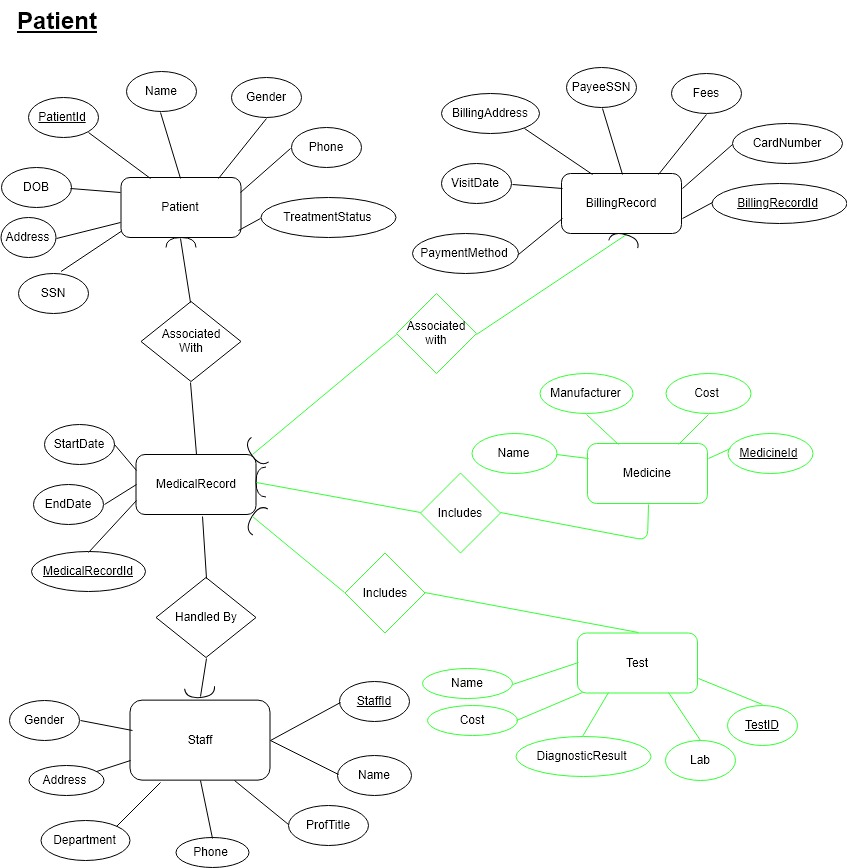 Patient
PatientId
Name
Gender
Phone
DOB
Patient
TreatmentStatus
Address
SSN
BillingAddress
PayeeSSN
Fees
CardNumber
VisitDate
BillingRecord
BillingRecordId
PaymentMethod
Associated
With
Associated
with
StartDate
EndDate
MedicalRecord
MedicalRecordId
Manufacturer
Cost
Name
Medicine
MedicineId
Includes
Includes
Handled By
Test
Name
Cost
DiagnosticResult
Lab
TestID
Gender
Staff
StaffId
Address
Name
Department
Phone
ProfTitle